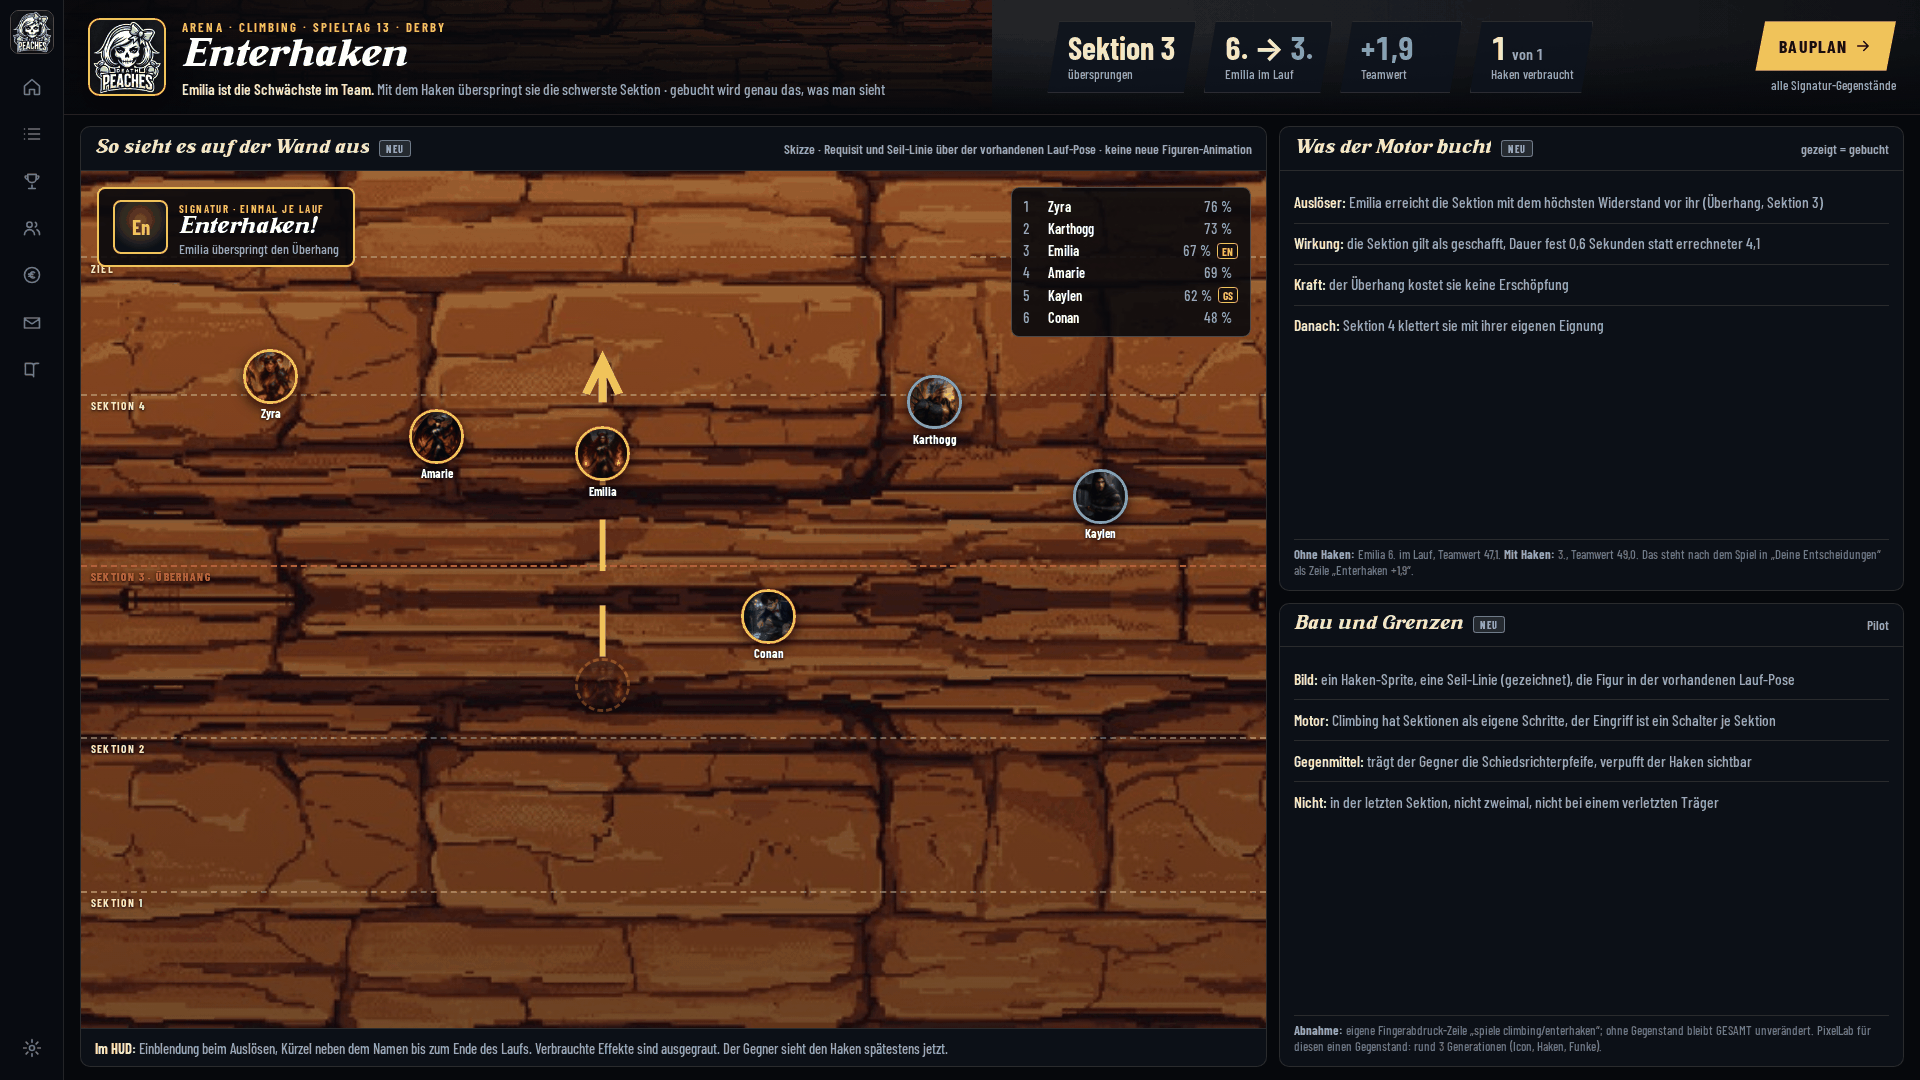 DEATH
PEACHES
ARENA · CLIMBING · SPIELTAG 13 · DERBY
Enterhaken
Emilia ist die Schwächste im Team. Mit dem Haken überspringt sie die schwerste Sektion · gebucht wird genau das, was man sieht
Sektion 3
übersprungen
6. → 3.
Emilia im Lauf
+1,9
Teamwert
1 von 1
Haken verbraucht
BAUPLAN →
alle Signatur-Gegenstände
So sieht es auf der Wand aus NEU
Skizze · Requisit und Seil-Linie über der vorhandenen Lauf-Pose · keine neue Figuren-Animation
En
SIGNATUR · EINMAL JE LAUF
Enterhaken!
Emilia überspringt den Überhang
ZIEL
1 Zyra 76 %
2 Karthogg 73 %
3 Emilia 67 % EN
4 Amarie 69 %
5 Kaylen 62 % GS
6 Conan 48 %
SEKTION 4
Zyra
Amarie
Emilia
Karthogg
Kaylen
SEKTION 3 · ÜBERHANG
Conan
SEKTION 2
SEKTION 1
Im HUD: Einblendung beim Auslösen, Kürzel neben dem Namen bis zum Ende des Laufs. Verbrauchte Effekte sind ausgegraut. Der Gegner sieht den Haken spätestens jetzt.
Was der Motor bucht NEU
gezeigt = gebucht
Auslöser: Emilia erreicht die Sektion mit dem höchsten Widerstand vor ihr (Überhang, Sektion 3)
Wirkung: die Sektion gilt als geschafft, Dauer fest 0,6 Sekunden statt errechneter 4,1
Kraft: der Überhang kostet sie keine Erschöpfung
Danach: Sektion 4 klettert sie mit ihrer eigenen Eignung
Ohne Haken: Emilia 6. im Lauf, Teamwert 47,1. Mit Haken: 3., Teamwert 49,0. Das steht nach dem Spiel in „Deine Entscheidungen“
als Zeile „Enterhaken +1,9“.
Bau und Grenzen NEU
Pilot
Bild: ein Haken-Sprite, eine Seil-Linie (gezeichnet), die Figur in der vorhandenen Lauf-Pose
Motor: Climbing hat Sektionen als eigene Schritte, der Eingriff ist ein Schalter je Sektion
Gegenmittel: trägt der Gegner die Schiedsrichterpfeife, verpufft der Haken sichtbar
Nicht: in der letzten Sektion, nicht zweimal, nicht bei einem verletzten Träger
Abnahme: eigene Fingerabdruck-Zeile „spiele climbing/enterhaken“; ohne Gegenstand bleibt GESAMT unverändert. PixelLab für
diesen einen Gegenstand: rund 3 Generationen (Icon, Haken, Funke).